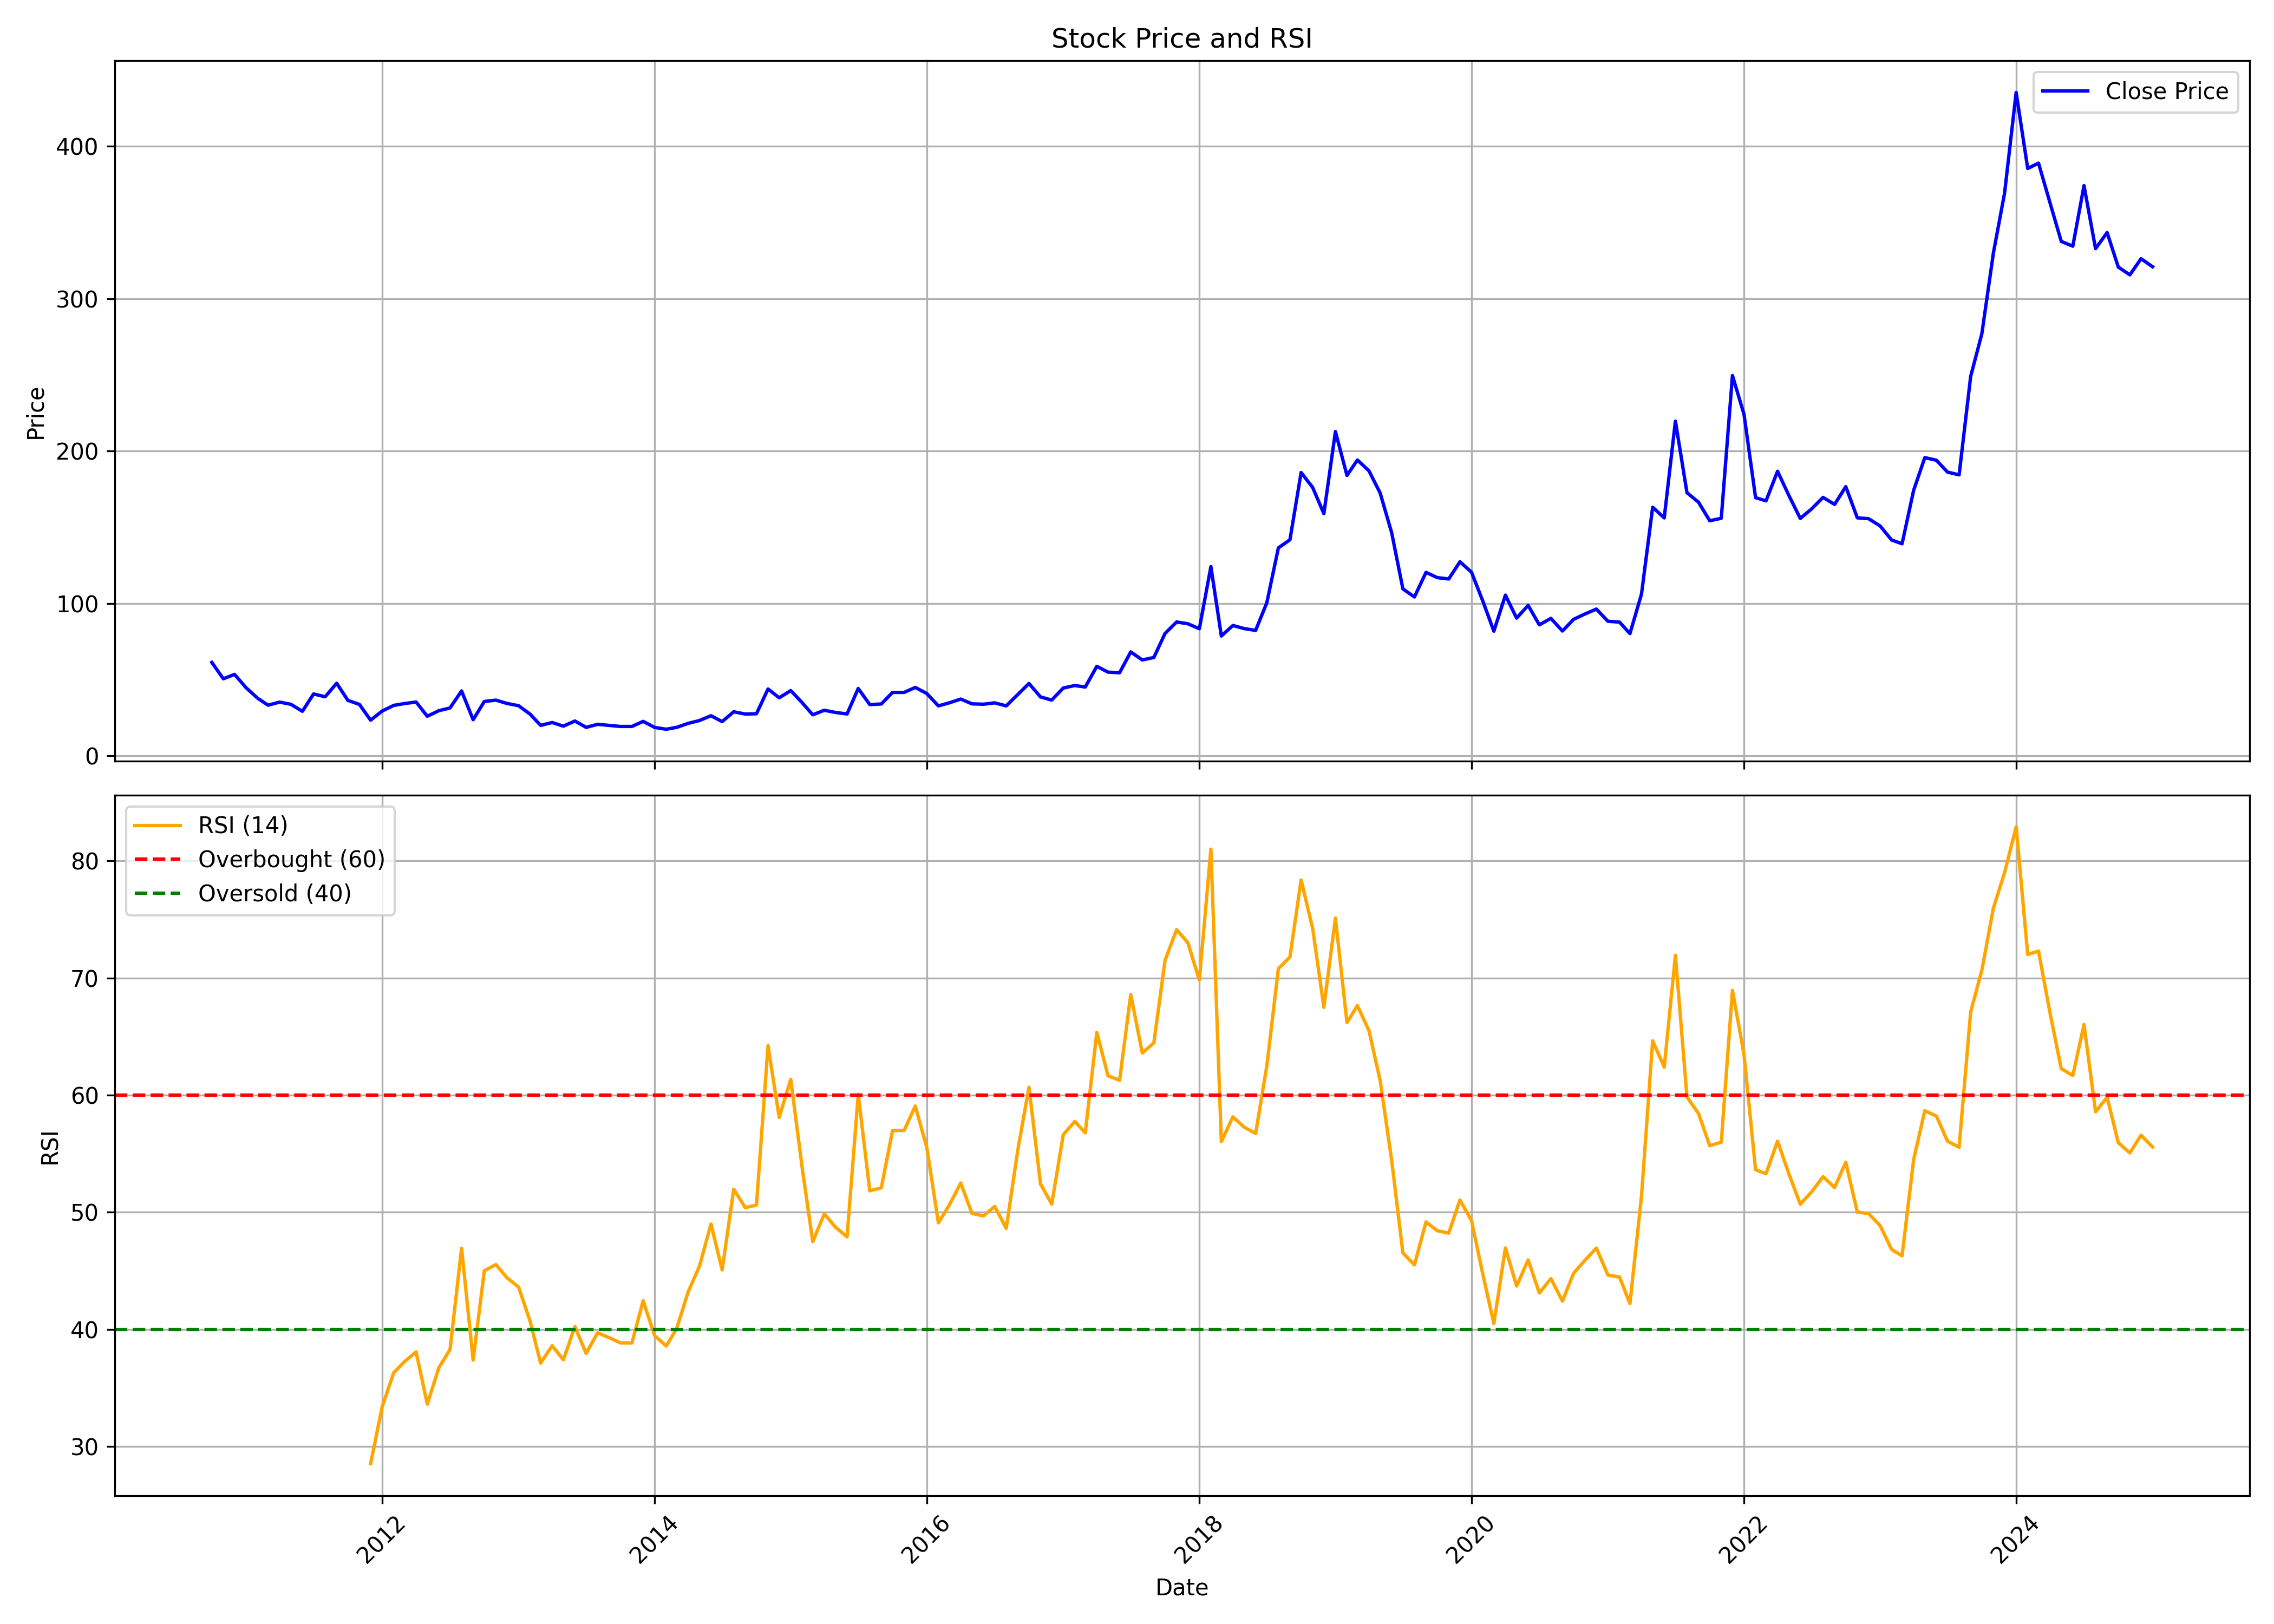 Stock Price and RSI
Close Price
400
300
200
100
0
Price
RSI (14)
Overbought (60)
Oversold (40)
80
70
60
50
40
30
RSI
2012
2014
2016
2018
2020
2022
2024
Date